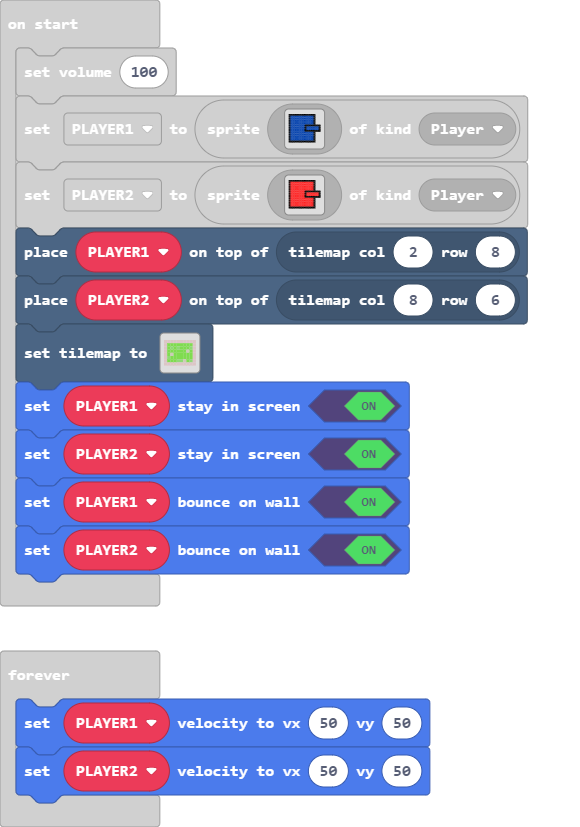 on start
set volume 100
set PLAYER1 to sprite of kind Player
set PLAYER2 to sprite of kind Player
place PLAYER1 on top of tilemap col 2 row 8
place PLAYER2 on top of tilemap col 8 row 6
set tilemap to
set PLAYER1 stay in screen ON
set PLAYER2 stay in screen ON
set PLAYER1 bounce on wall ON
set PLAYER2 bounce on wall ON
forever
set PLAYER1 velocity to vx 50 vy 50
set PLAYER2 velocity to vx 50 vy 50